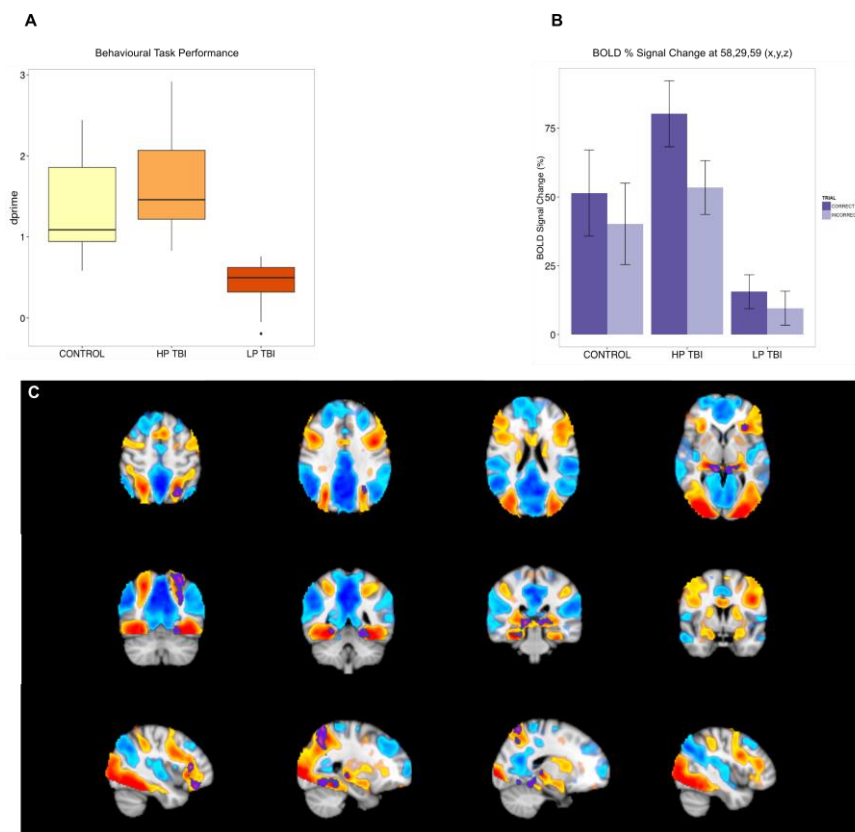 A
Behavioural Task Performance
3
2
1
0
dprime
CONTROL
HP TBI
LP TBI
B
BOLD % Signal Change at 58,29,59 (x,y,z)
75
50
25
0
BOLD Signal Change (%)
CONTROL
HP TBI
LP TBI
TRIAL
CORRECT
INCORRECT
C